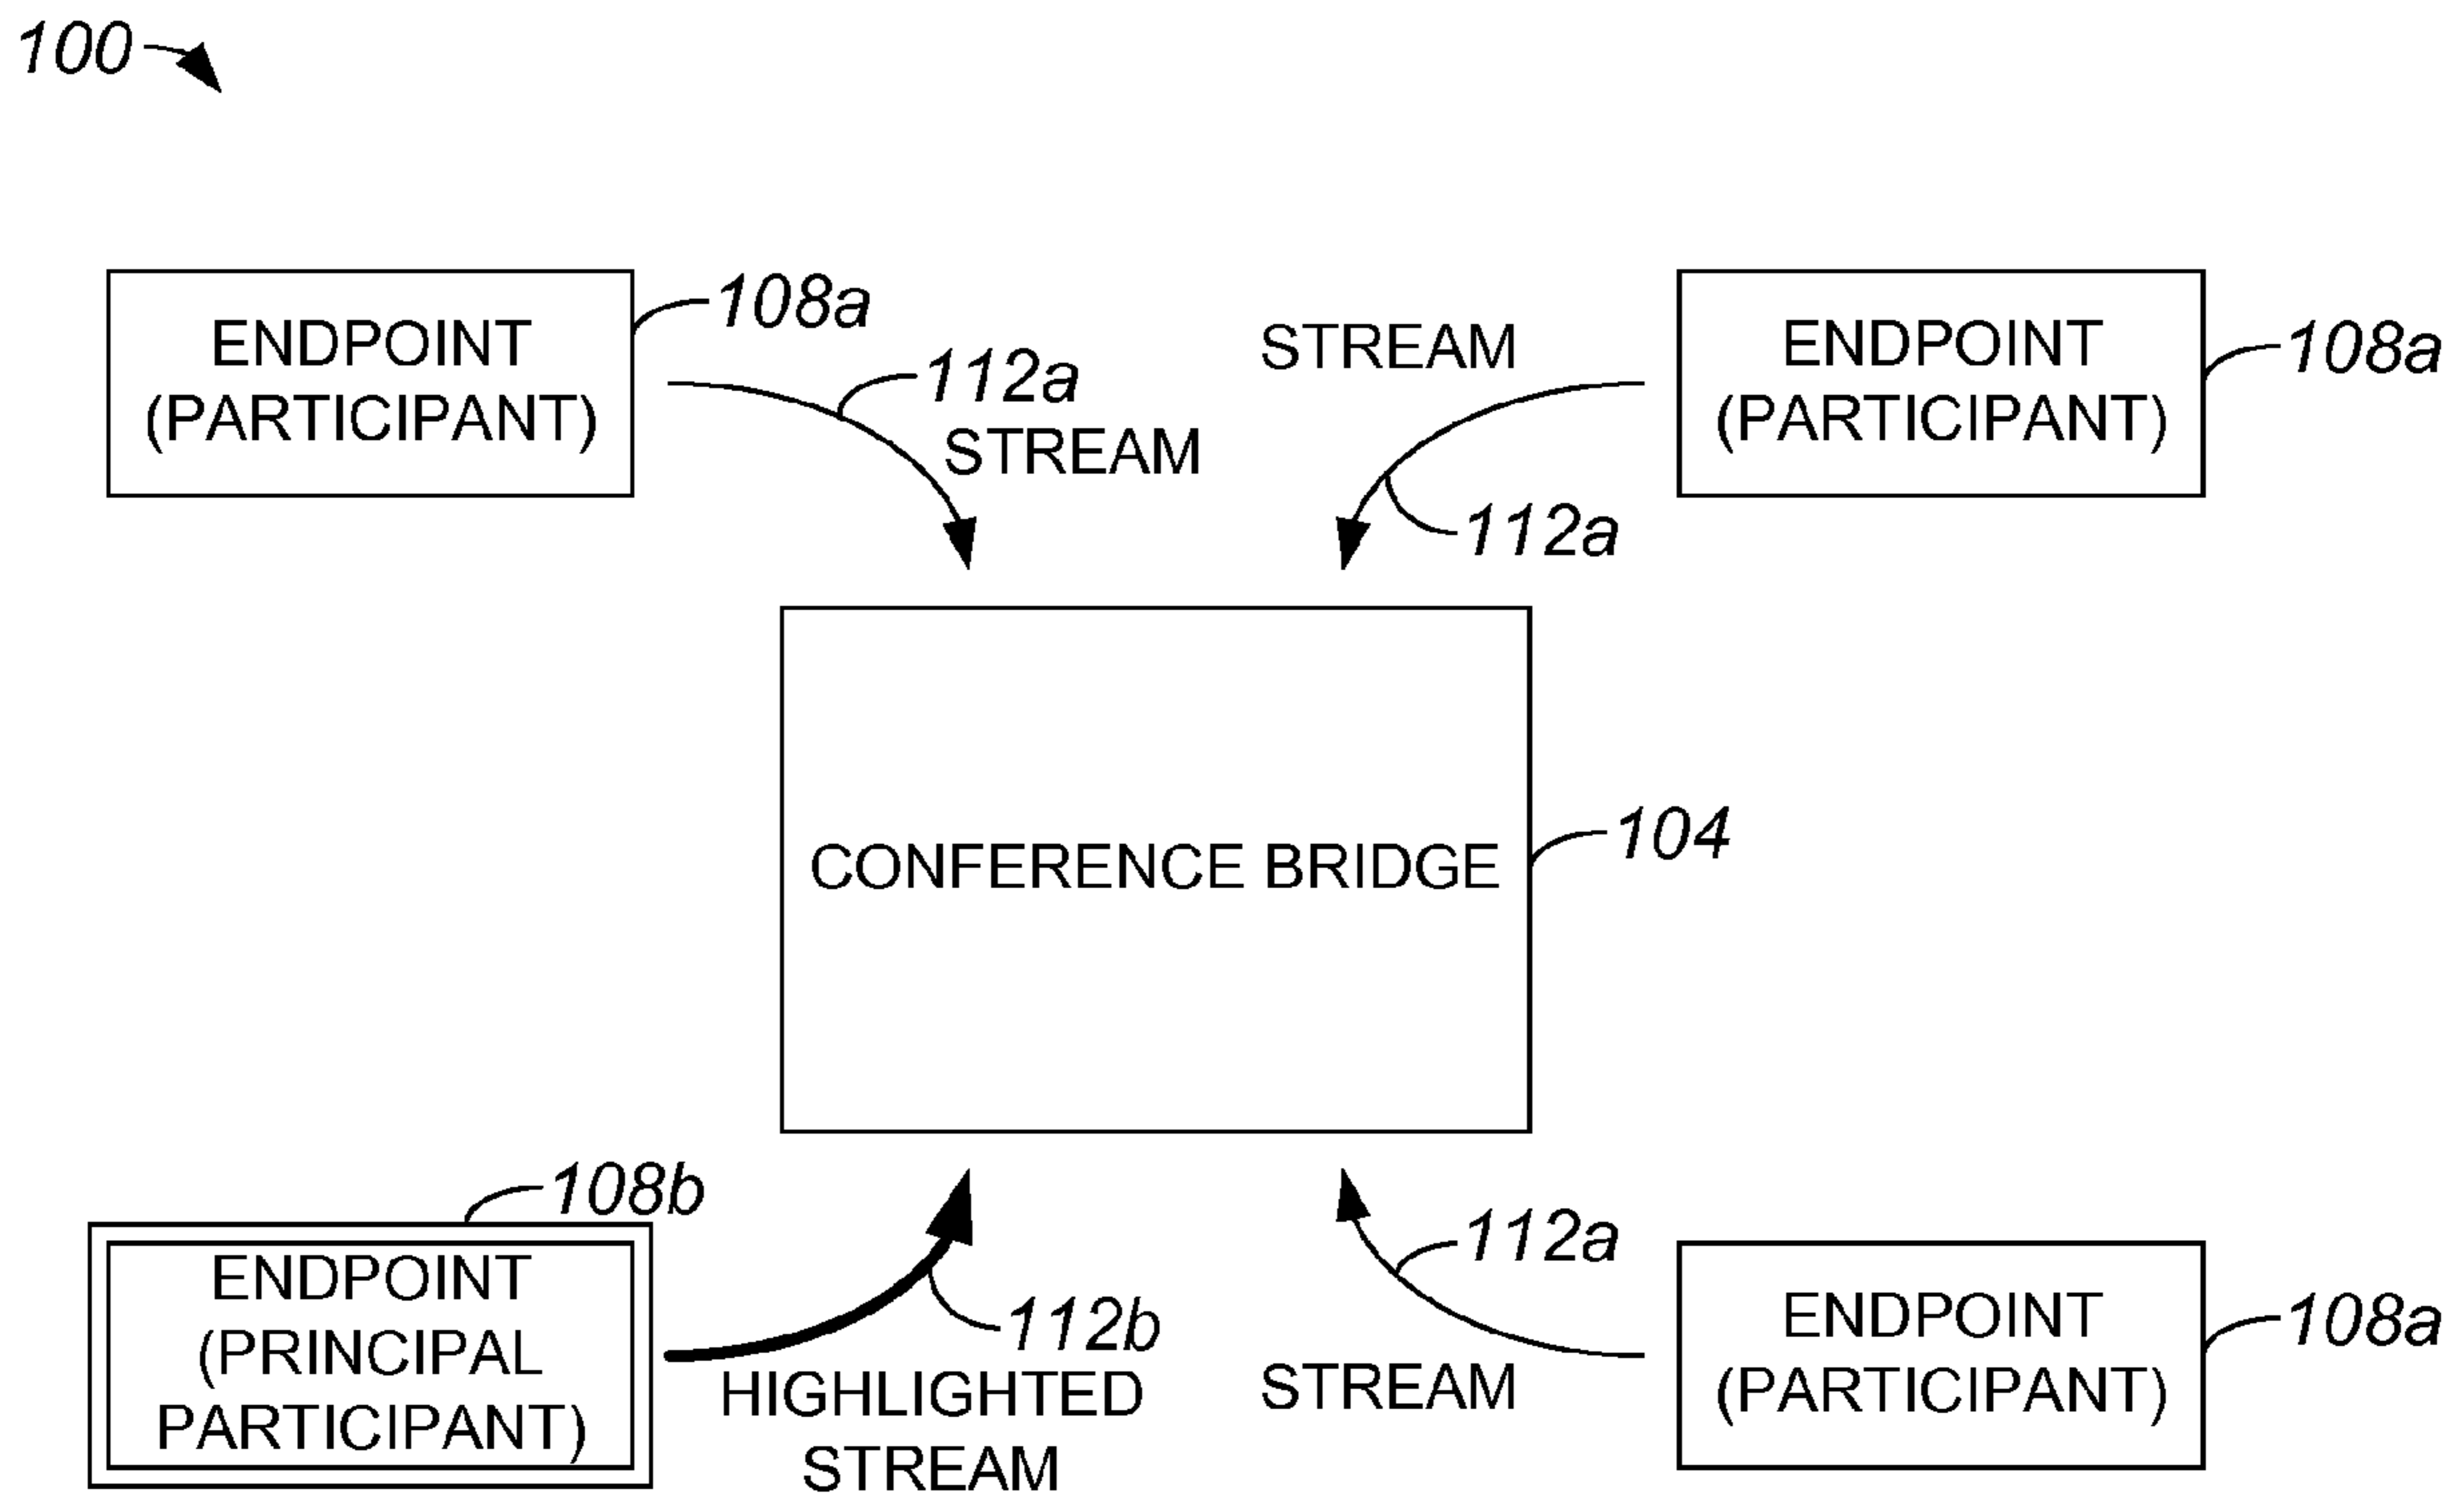 100
ENDPOINT
(PARTICIPANT)
108a
112a
STREAM
STREAM
112a
ENDPOINT
(PARTICIPANT)
108a
CONFERENCE BRIDGE
104
108b
ENDPOINT
(PRINCIPAL
PARTICIPANT)
112b
HIGHLIGHTED
STREAM
112a
STREAM
ENDPOINT
(PARTICIPANT)
108a